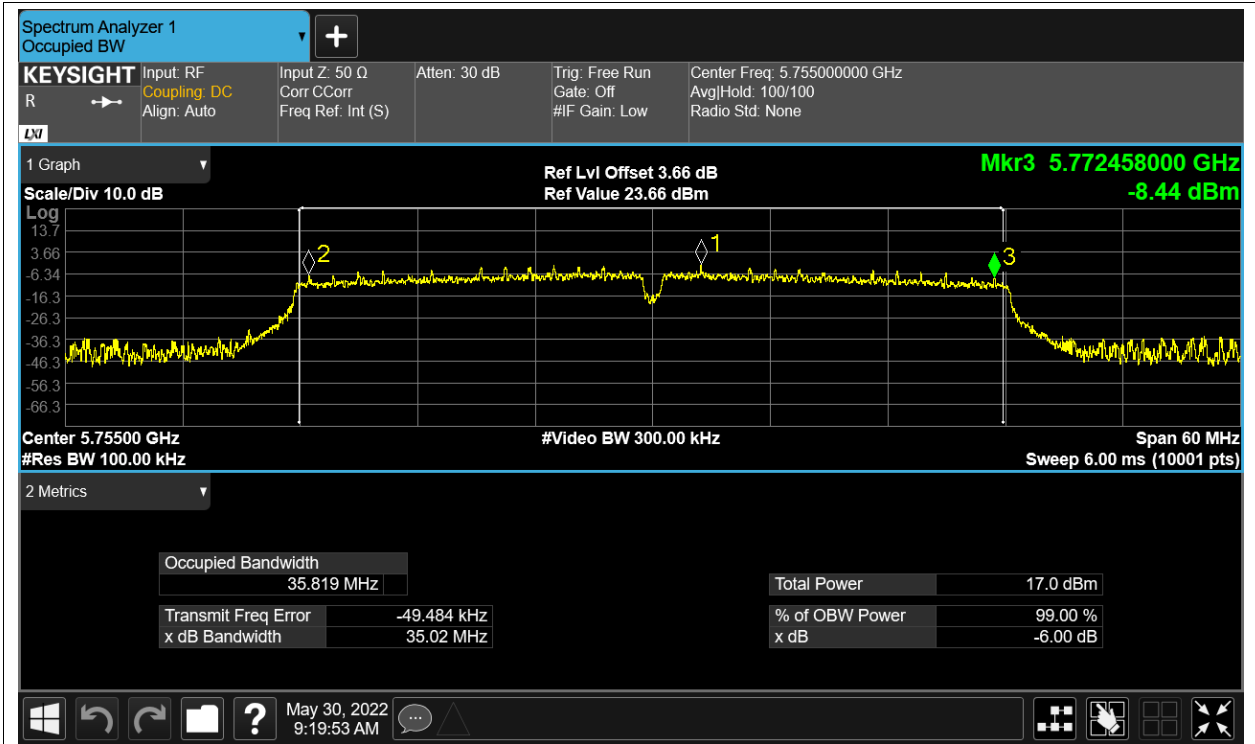 Spectrum Analyzer 1
Occupied BW
KEYSIGHT
R
LXI
Input: RF
Coupling: DC
Align: Auto
Input Z: 50 Ω
Corr CCorr
Freq Ref: Int (S)
Atten: 30 dB
Trig: Free Run
Gate: Off
#IF Gain: Low
Center Freq: 5.755000000 GHz
Avg|Hold: 100/100
Radio Std: None
1 Graph
Scale/Div 10.0 dB
Ref Lvl Offset 3.66 dB
Ref Value 23.66 dBm
Mkr3 5.772458000 GHz
-8.44 dBm
Log
13.7
3.66
-6.34
-16.3
-26.3
-36.3
-46.3
-56.3
-66.3
2
1
3
Center 5.75500 GHz
#Res BW 100.00 kHz
#Video BW 300.00 kHz
Span 60 MHz
Sweep 6.00 ms (10001 pts)
2 Metrics
Occupied Bandwidth
35.819 MHz
Transmit Freq Error -49.484 kHz
x dB Bandwidth 35.02 MHz
Total Power 17.0 dBm
% of OBW Power 99.00 %
x dB -6.00 dB
?
May 30, 2022
9:19:53 AM